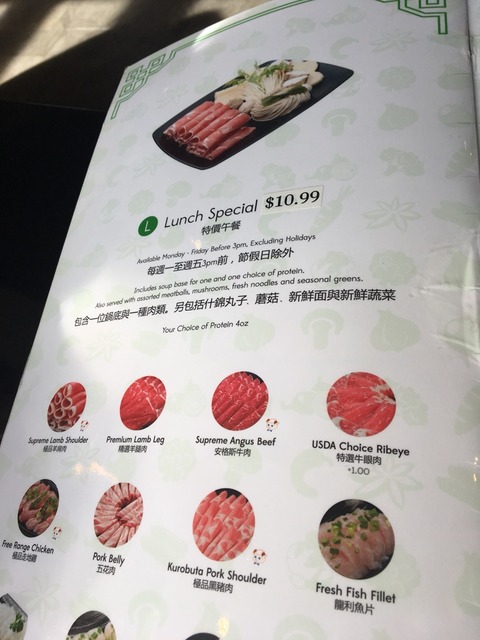 L Lunch Special $10.99
特價午餐
Available Monday - Friday Before 3pm, Excluding Holidays
每週一至週五3pm前，節假日除外
Includes soup base for one and one choice of protein.
Also served with assorted meatballs, mushrooms, fresh noodles and seasonal greens.
包含一位鍋底與一種肉類。另包括什錦丸子、蘑菇、新鮮面與新鮮蔬菜
Your Choice of Protein 4oz
Supreme Lamb Shoulder
極品羊肩肉
Premium Lamb Leg
精選羊腿肉
Supreme Angus Beef
安格斯牛肉
USDA Choice Ribeye
特選牛眼肉
+1.00
Free Range Chicken
極品走地雞
Pork Belly
五花肉
Kurobuta Pork Shoulder
極品黑豬肉
Fresh Fish Fillet
龍利魚片